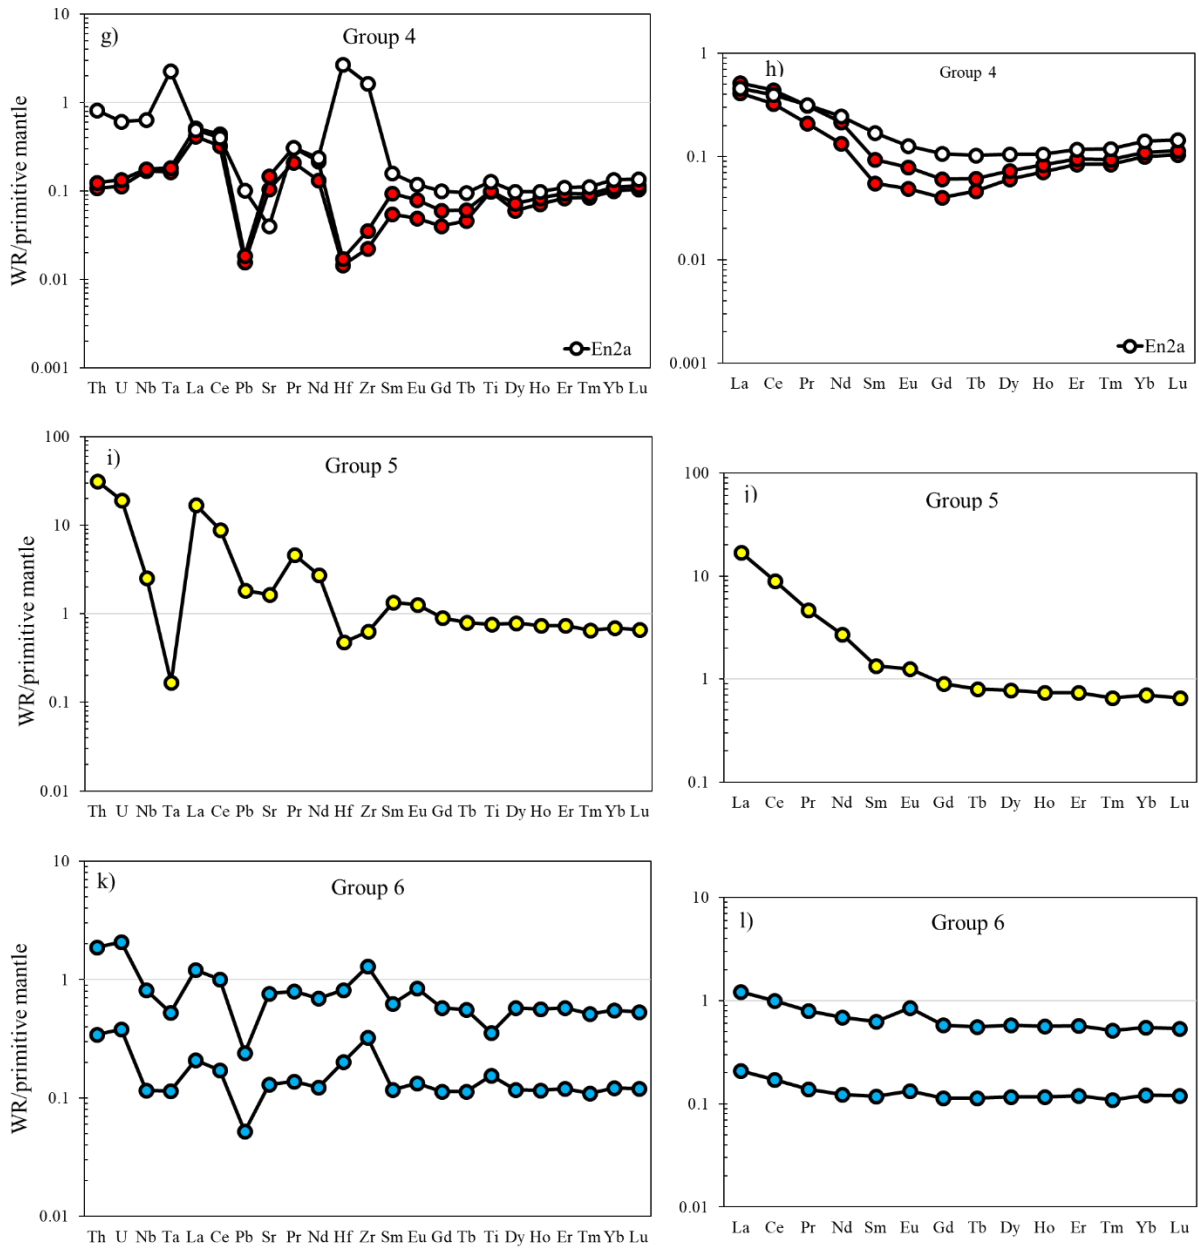 g)
Group 4
10
1
0.1
0.01
0.001
WR/primitive mantle
En2a
Th U Nb Ta La Ce Pb Sr Pr Nd Hf Zr Sm Eu Gd Tb Ti Dy Ho Er Tm Yb Lu
h)
Group 4
1
0.1
0.01
0.001
En2a
La Ce Pr Nd Sm Eu Gd Tb Dy Ho Er Tm Yb Lu
i)
Group 5
100
10
1
0.1
0.01
WR/primitive mantle
Th U Nb Ta La Ce Pb Sr Pr Nd Hf Zr Sm Eu Gd Tb Ti Dy Ho Er Tm Yb Lu
j)
Group 5
100
10
1
0.1
La Ce Pr Nd Sm Eu Gd Tb Dy Ho Er Tm Yb Lu
k)
Group 6
10
1
0.1
0.01
WR/primitive mantle
Th U Nb Ta La Ce Pb Sr Pr Nd Hf Zr Sm Eu Gd Tb Ti Dy Ho Er Tm Yb Lu
l)
Group 6
10
1
0.1
0.01
La Ce Pr Nd Sm Eu Gd Tb Dy Ho Er Tm Yb Lu